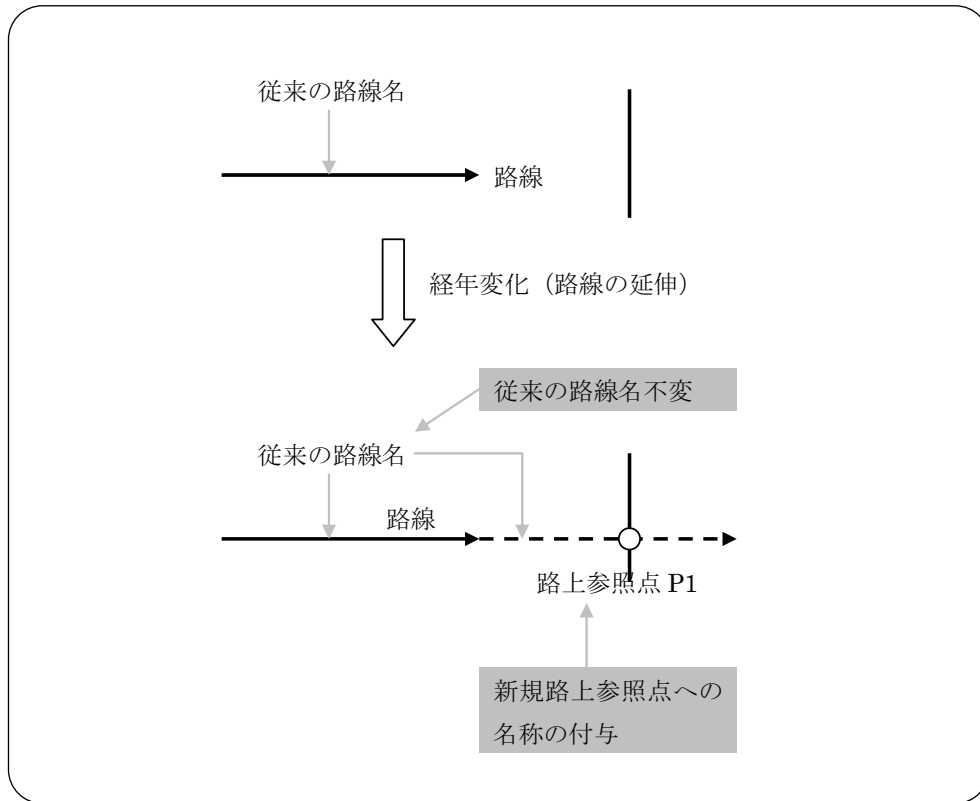 従来の路線名
路線
経年変化（路線の延伸）
従来の路線名不変
従来の路線名
路線
路上参照点 P1
新規路上参照点への
名称の付与